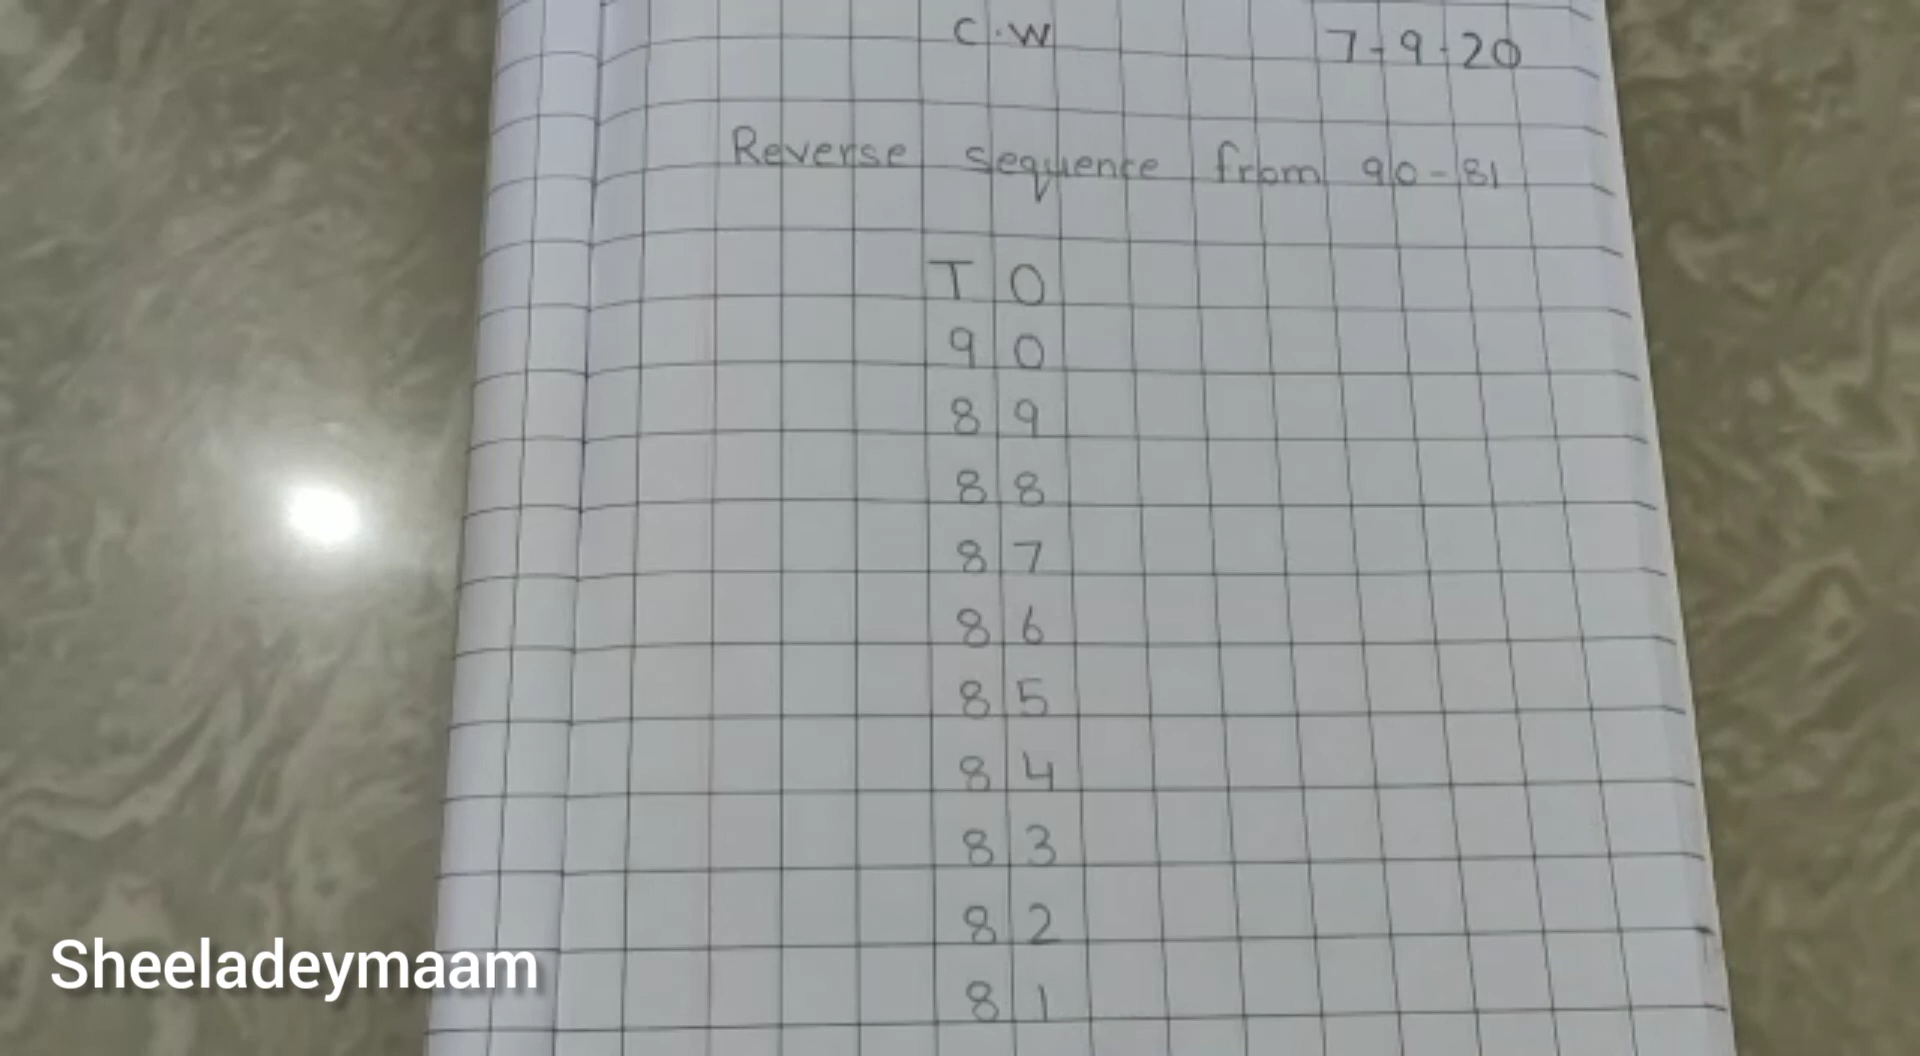 C.W 7-9-20
Reverse sequence from 90-81
T O
9 0
8 9
8 8
8 7
8 6
8 5
8 4
8 3
8 2
8 1
Sheeladeymaam